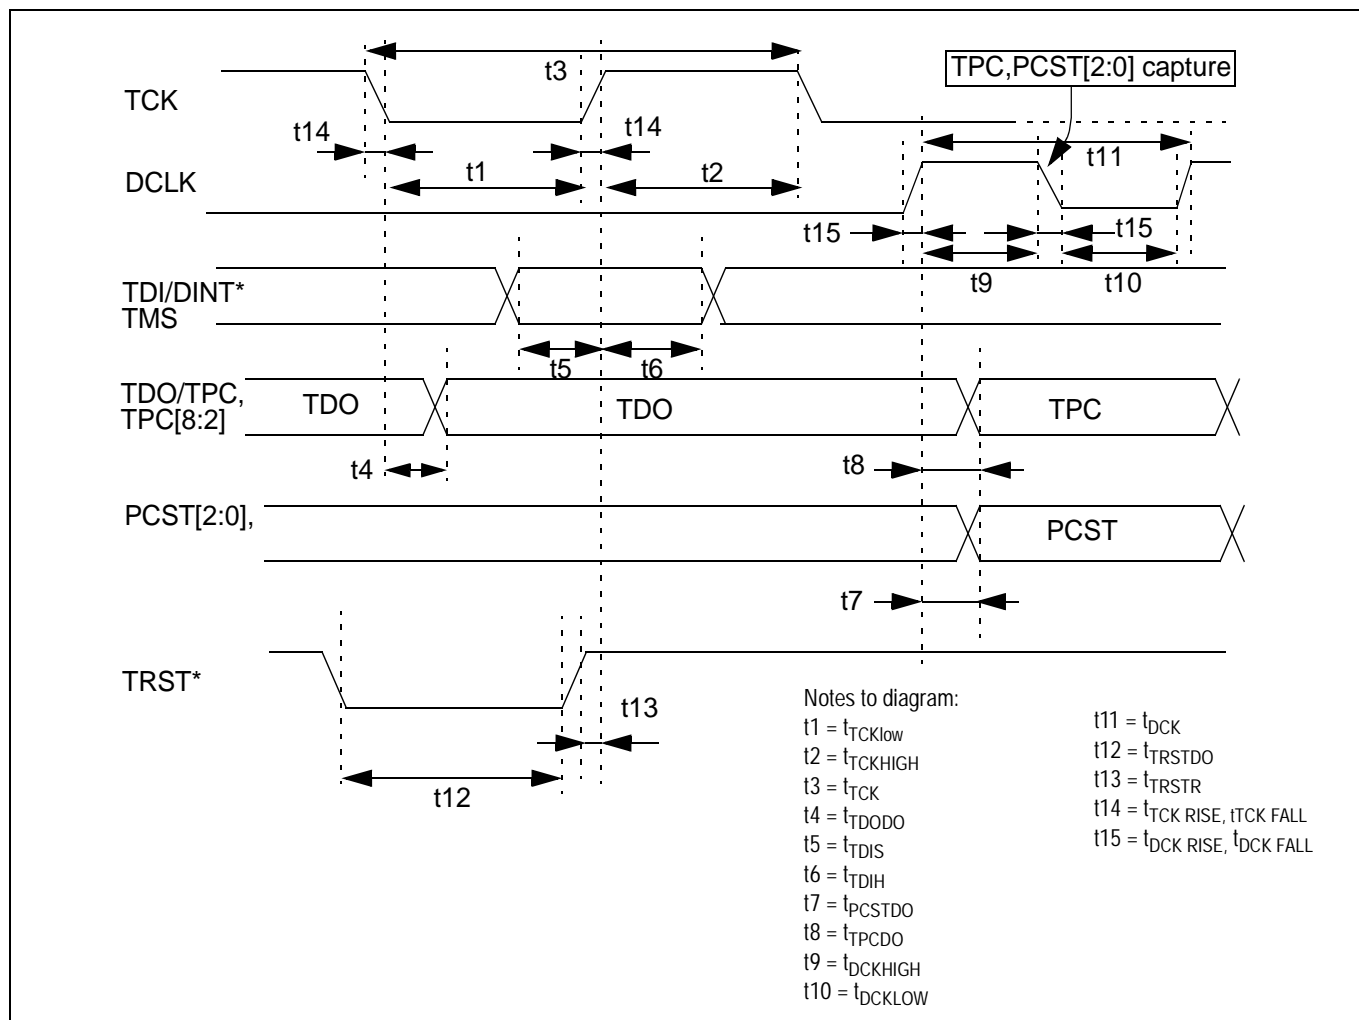 t3
TPC,PCST[2:0] capture
TCK
t14
t14
t11
DCLK
t1
t2
t15
t15
t9
t10
TDI/DINT*
TMS
t5
t6
TDO/TPC,
TPC[8:2]
TDO
TDO
TPC
t4
t8
PCST[2:0],
PCST
t7
TRST*
t13
t12
Notes to diagram:
t1 = tTCKlow
t2 = tTCKHIGH
t3 = tTCK
t4 = tTDODO
t5 = tTDIS
t6 = tTDIH
t7 = tPCSTDO
t8 = tTPCDO
t9 = tDCKHIGH
t10 = tDCKLOW
t11 = tDCK
t12 = tTRSTDO
t13 = tTRSTR
t14 = tTCK RISE, tTCK FALL
t15 = tDCK RISE, tDCK FALL